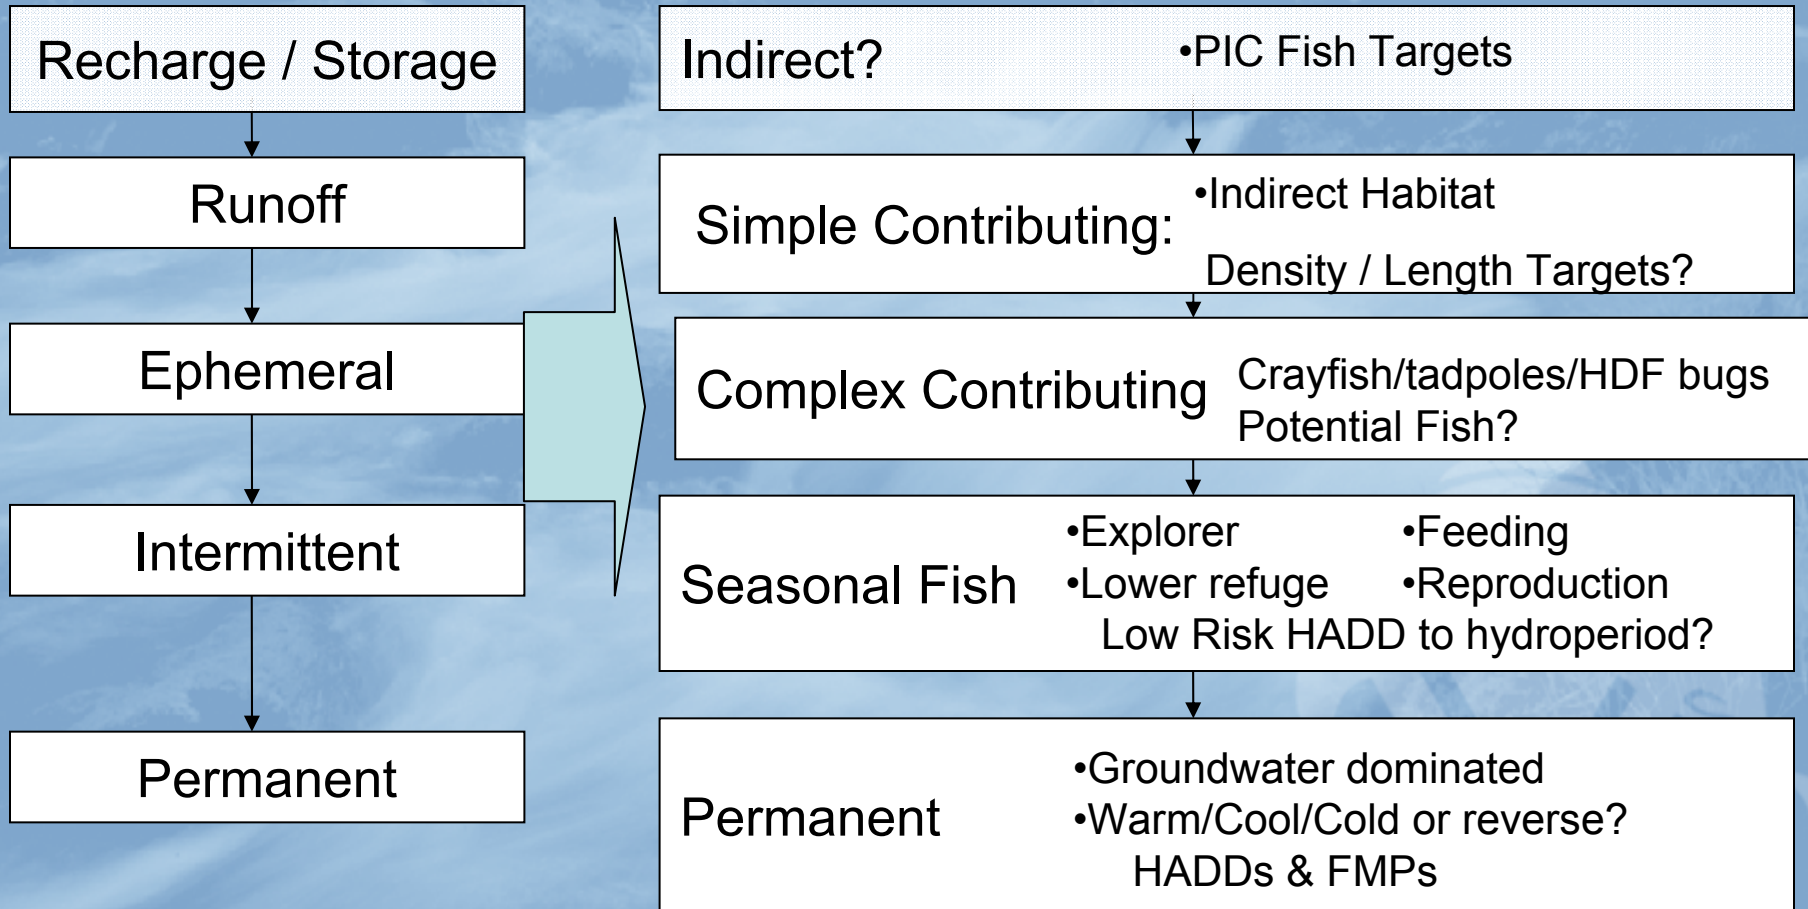 Recharge / Storage
Runoff
Ephemeral
Intermittent
Permanent
Indirect?
•PIC Fish Targets
Simple Contributing:
•Indirect Habitat
Density / Length Targets?
Complex Contributing
Crayfish/tadpoles/HDF bugs
Potential Fish?
Seasonal Fish
•Explorer
•Feeding
•Lower refuge
•Reproduction
Low Risk HADD to hydroperiod?
Permanent
•Groundwater dominated
•Warm/Cool/Cold or reverse?
HADDs & FMPs